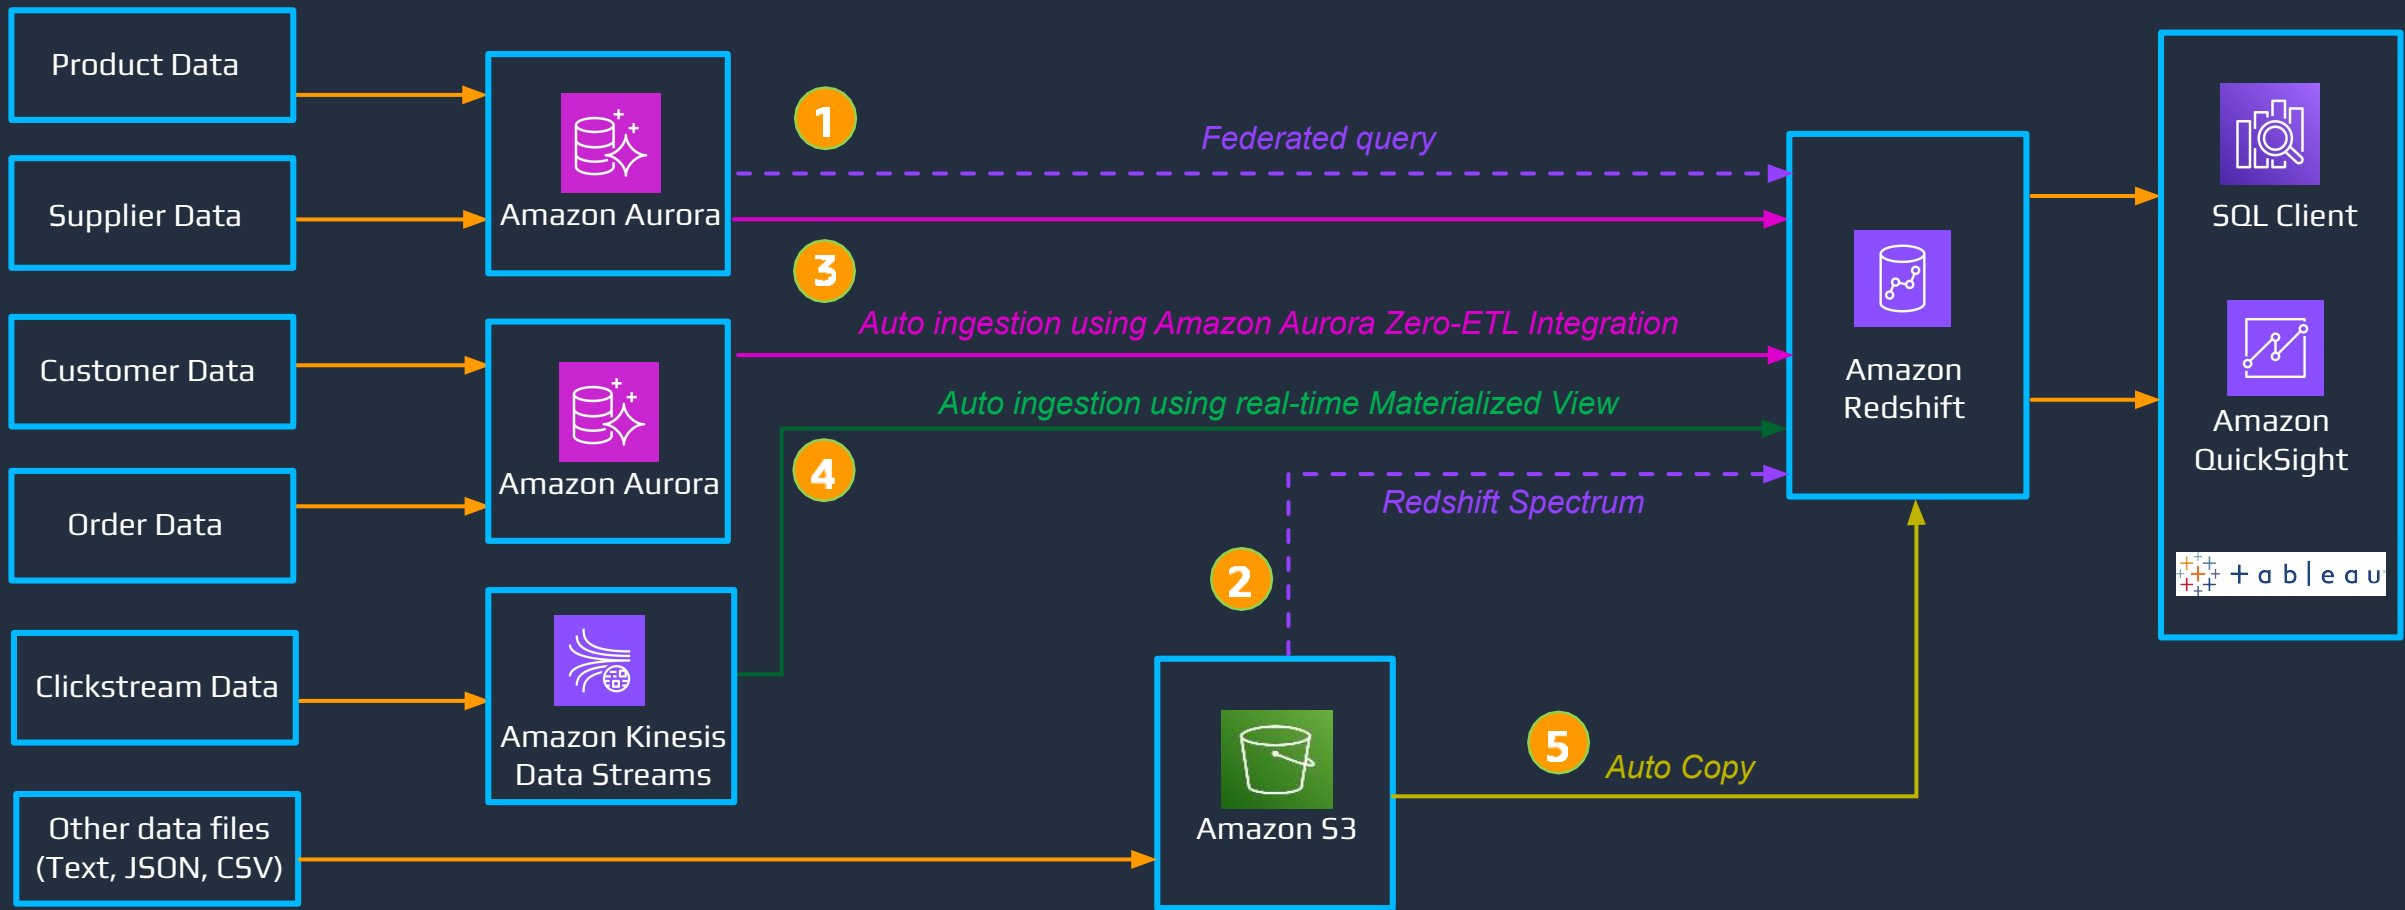 Product Data
Supplier Data
Customer Data
Order Data
Clickstream Data
Other data files
(Text, JSON, CSV)
Amazon Aurora
Amazon Aurora
Amazon Kinesis
Data Streams
1
Federated query
3
Auto ingestion using Amazon Aurora Zero-ETL Integration
Auto ingestion using real-time Materialized View
4
Redshift Spectrum
2
Amazon S3
5
Auto Copy
Amazon
Redshift
SQL Client
Amazon
QuickSight
+ableau